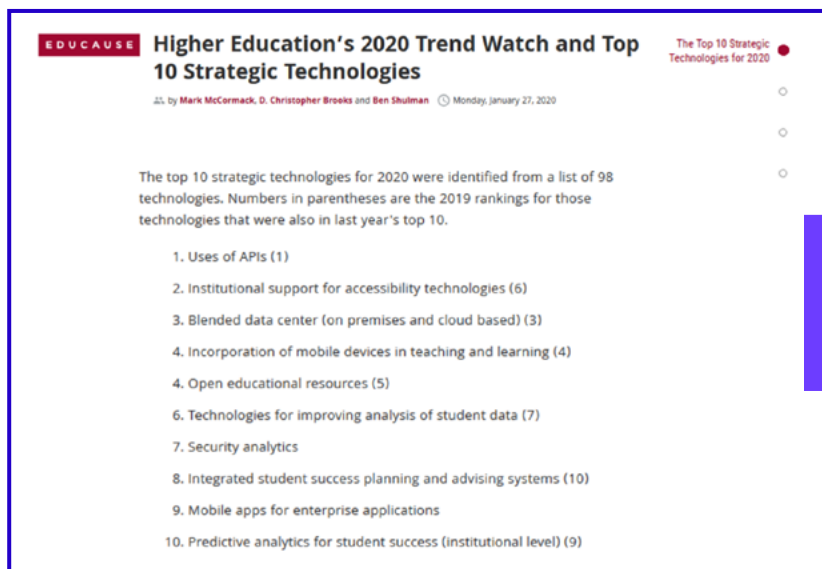 EDUCAUSE
Higher Education's 2020 Trend Watch and Top
10 Strategic Technologies
by Mark McCormack, D. Christopher Brooks and Ben Shulman Monday, January 27, 2020
The Top 10 Strategic
Technologies for 2020
The top 10 strategic technologies for 2020 were identified from a list of 98
technologies. Numbers in parentheses are the 2019 rankings for those
technologies that were also in last year's top 10.
1. Uses of APIs (1)
2. Institutional support for accessibility technologies (6)
3. Blended data center (on premises and cloud based) (3)
4. Incorporation of mobile devices in teaching and learning (4)
4. Open educational resources (5)
6. Technologies for improving analysis of student data (7)
7. Security analytics
8. Integrated student success planning and advising systems (10)
9. Mobile apps for enterprise applications
10. Predictive analytics for student success (institutional level) (9)